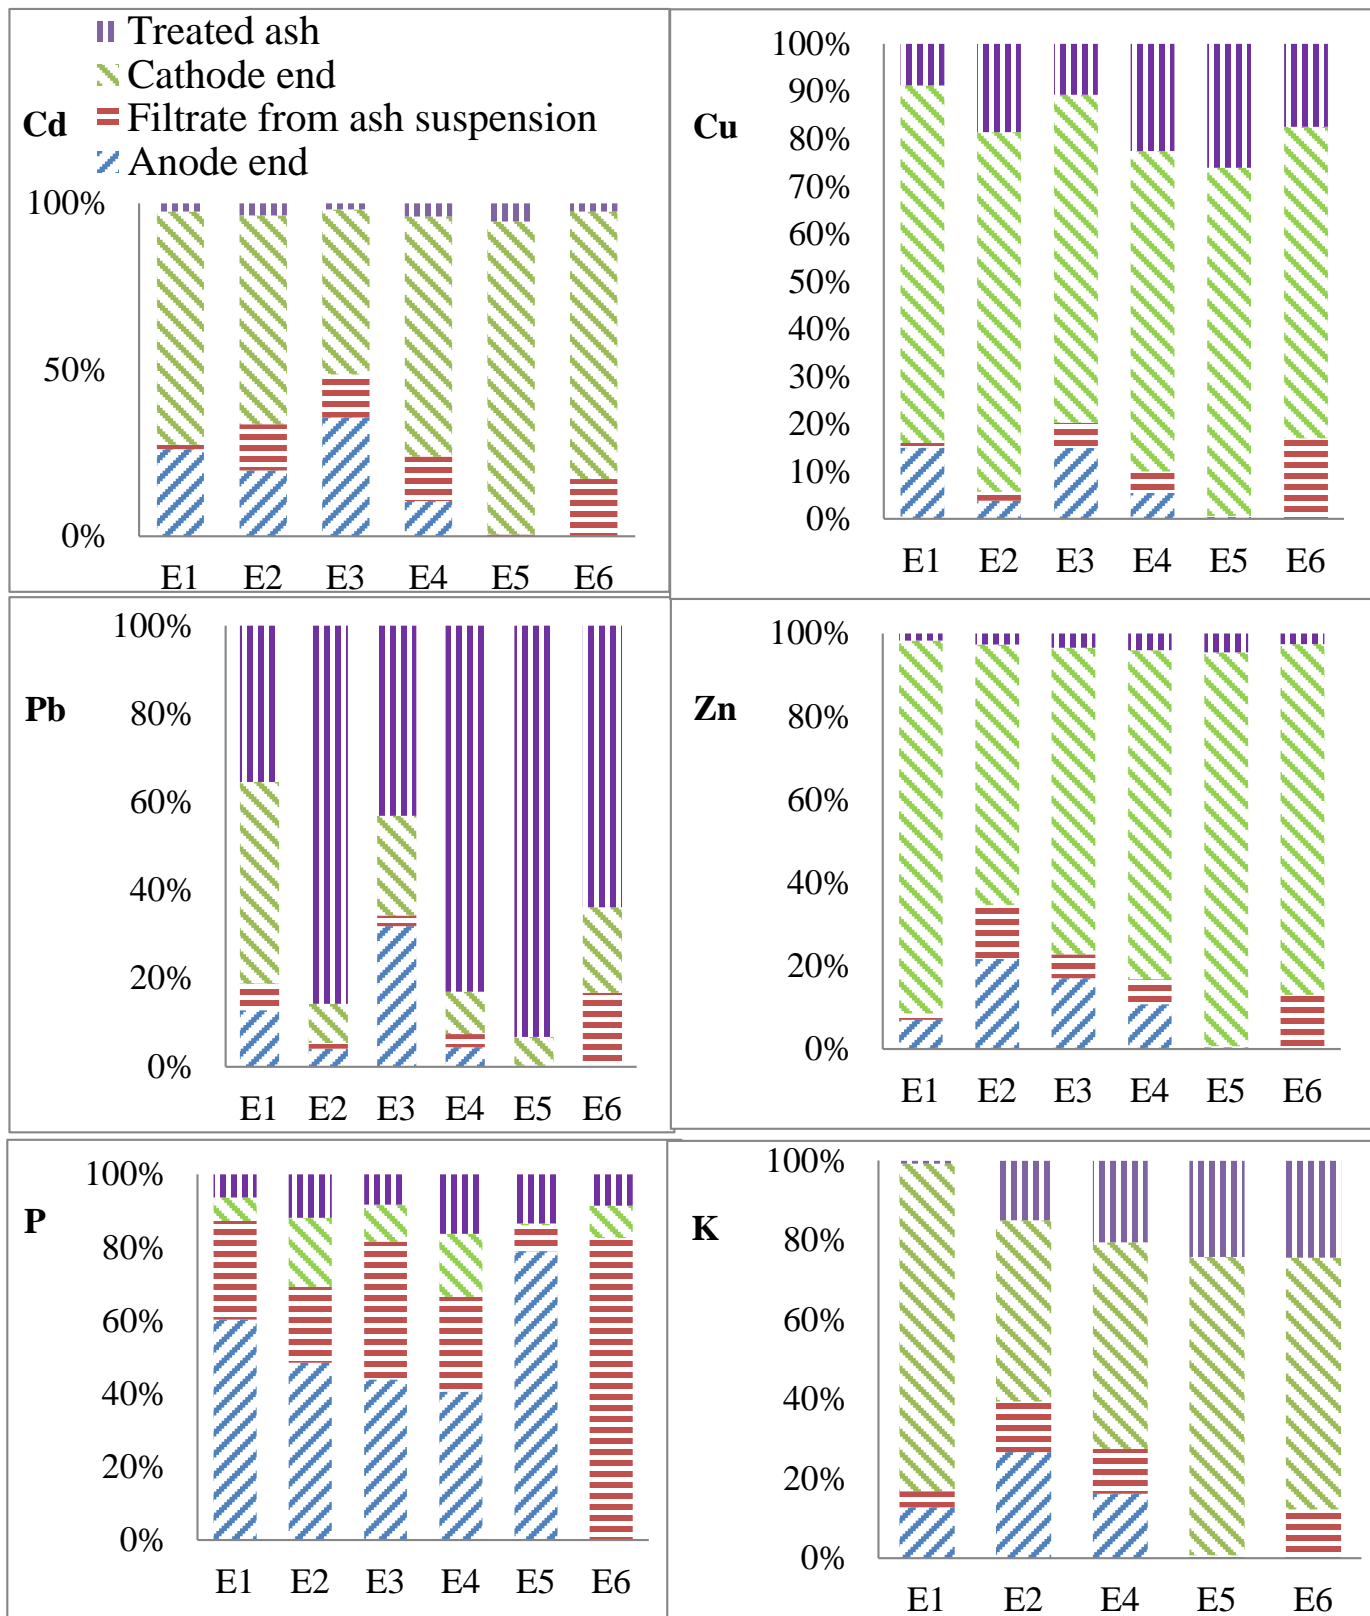 Treated ash
Cathode end
Filtrate from ash suspension
Anode end
Cd
100%
50%
0%
E1 E2 E3 E4 E5 E6
Cu
100%
90%
80%
70%
60%
50%
40%
30%
20%
10%
0%
E1 E2 E3 E4 E5 E6
Pb
100%
80%
60%
40%
20%
0%
E1 E2 E3 E4 E5 E6
Zn
100%
80%
60%
40%
20%
0%
E1 E2 E3 E4 E5 E6
P
100%
80%
60%
40%
20%
0%
E1 E2 E3 E4 E5 E6
K
100%
80%
60%
40%
20%
0%
E1 E2 E4 E5 E6